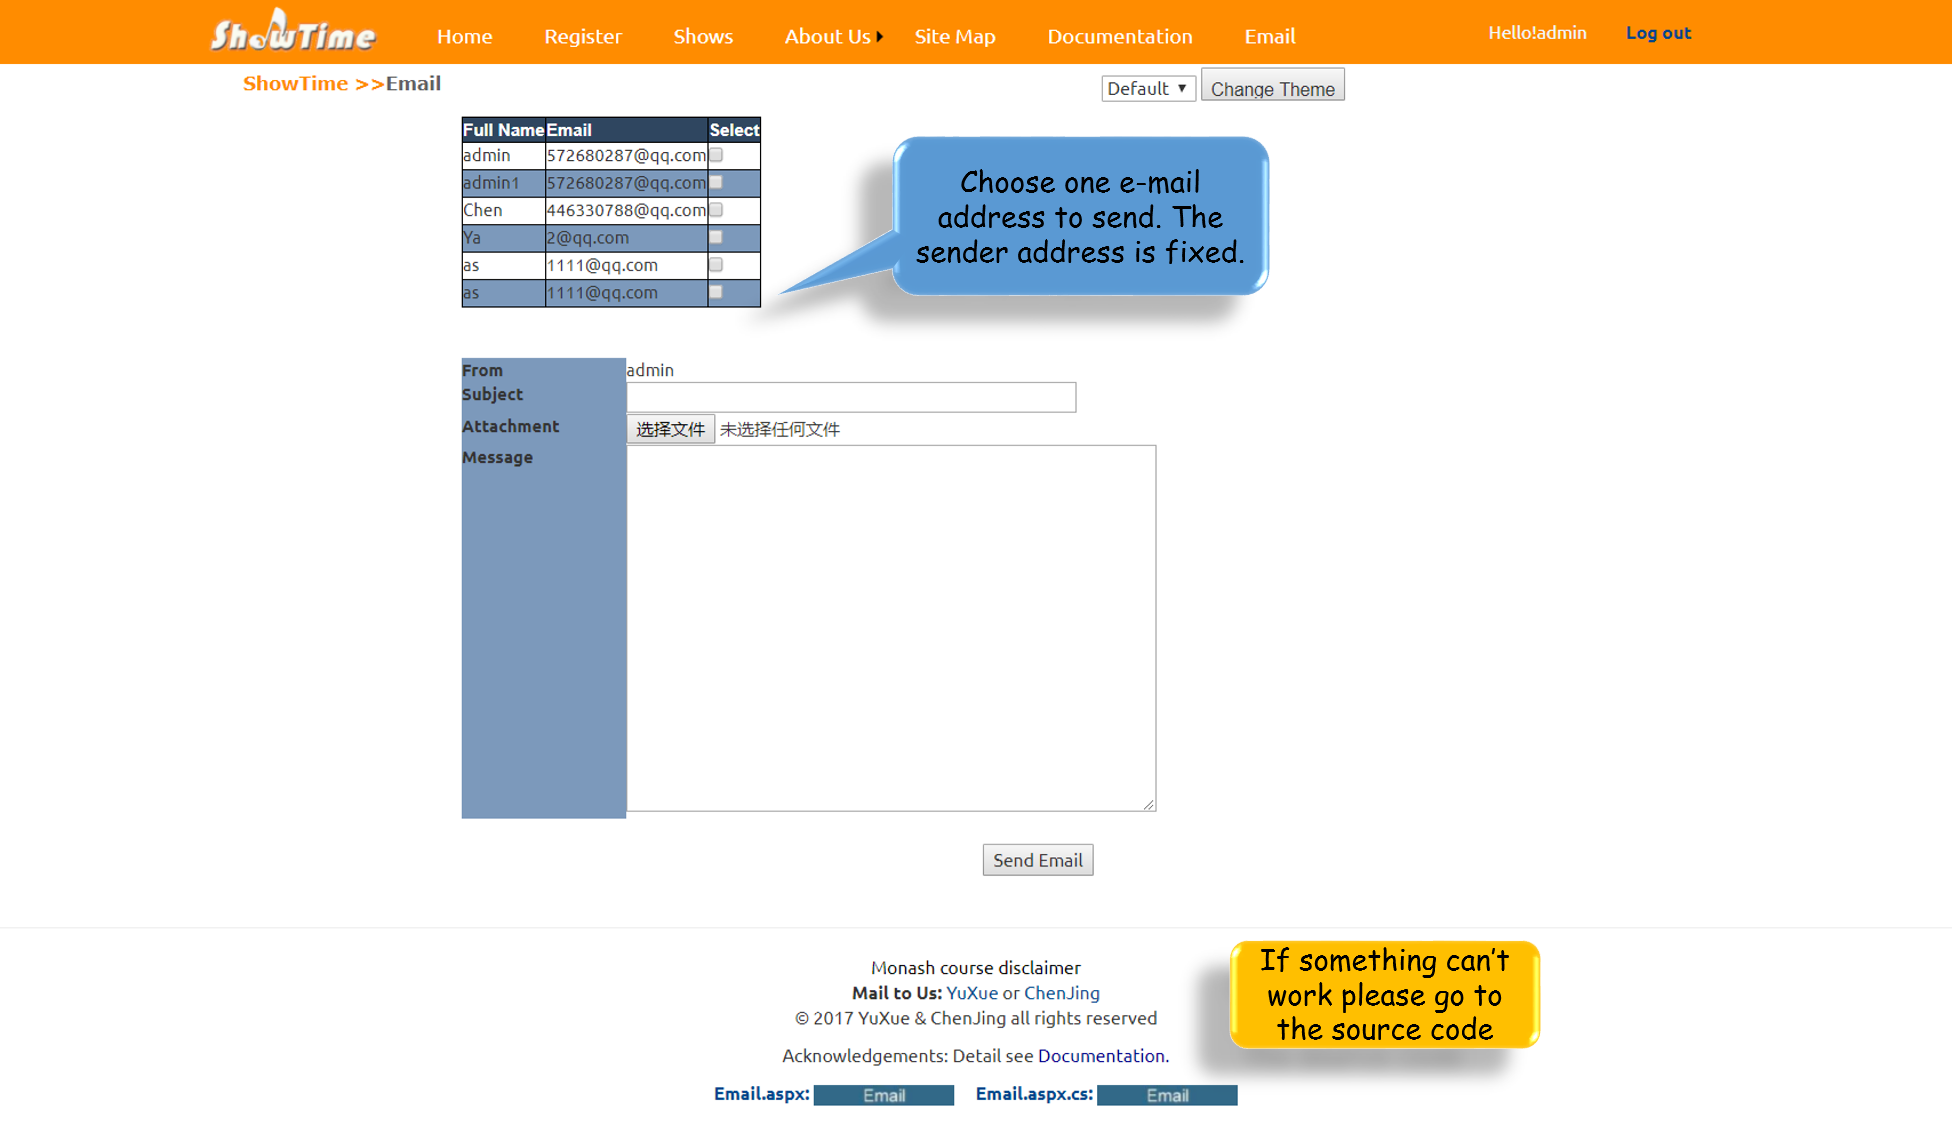 ShowTime
Home Register Shows About Us Site Map Documentation Email Hello!admin Log out
ShowTime >>Email
Default Change Theme
Full Name Email Select
admin 572680287@qq.com
admin1 572680287@qq.com
Chen 446330788@qq.com
Ya 2@qq.com
as 1111@qq.com
as 1111@qq.com
Choose one e-mail
address to send. The
sender address is fixed.
From admin
Subject
Attachment 选择文件 未选择任何文件
Message
Send Email
Monash course disclaimer
Mail to Us: YuXue or ChenJing
© 2017 YuXue & ChenJing all rights reserved
Acknowledgements: Detail see Documentation.
Email.aspx: Email Email.aspx.cs: Email
If something can't
work please go to
the source code